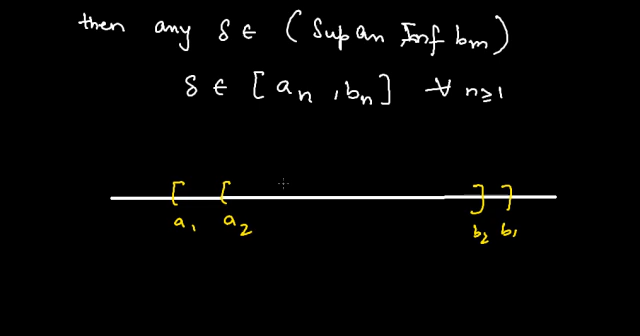 then any δ ∈ ( Sup an, Inf bm )
δ ∈ [ an , bn ] ∀ n≥1
a1 a2 b2 b1